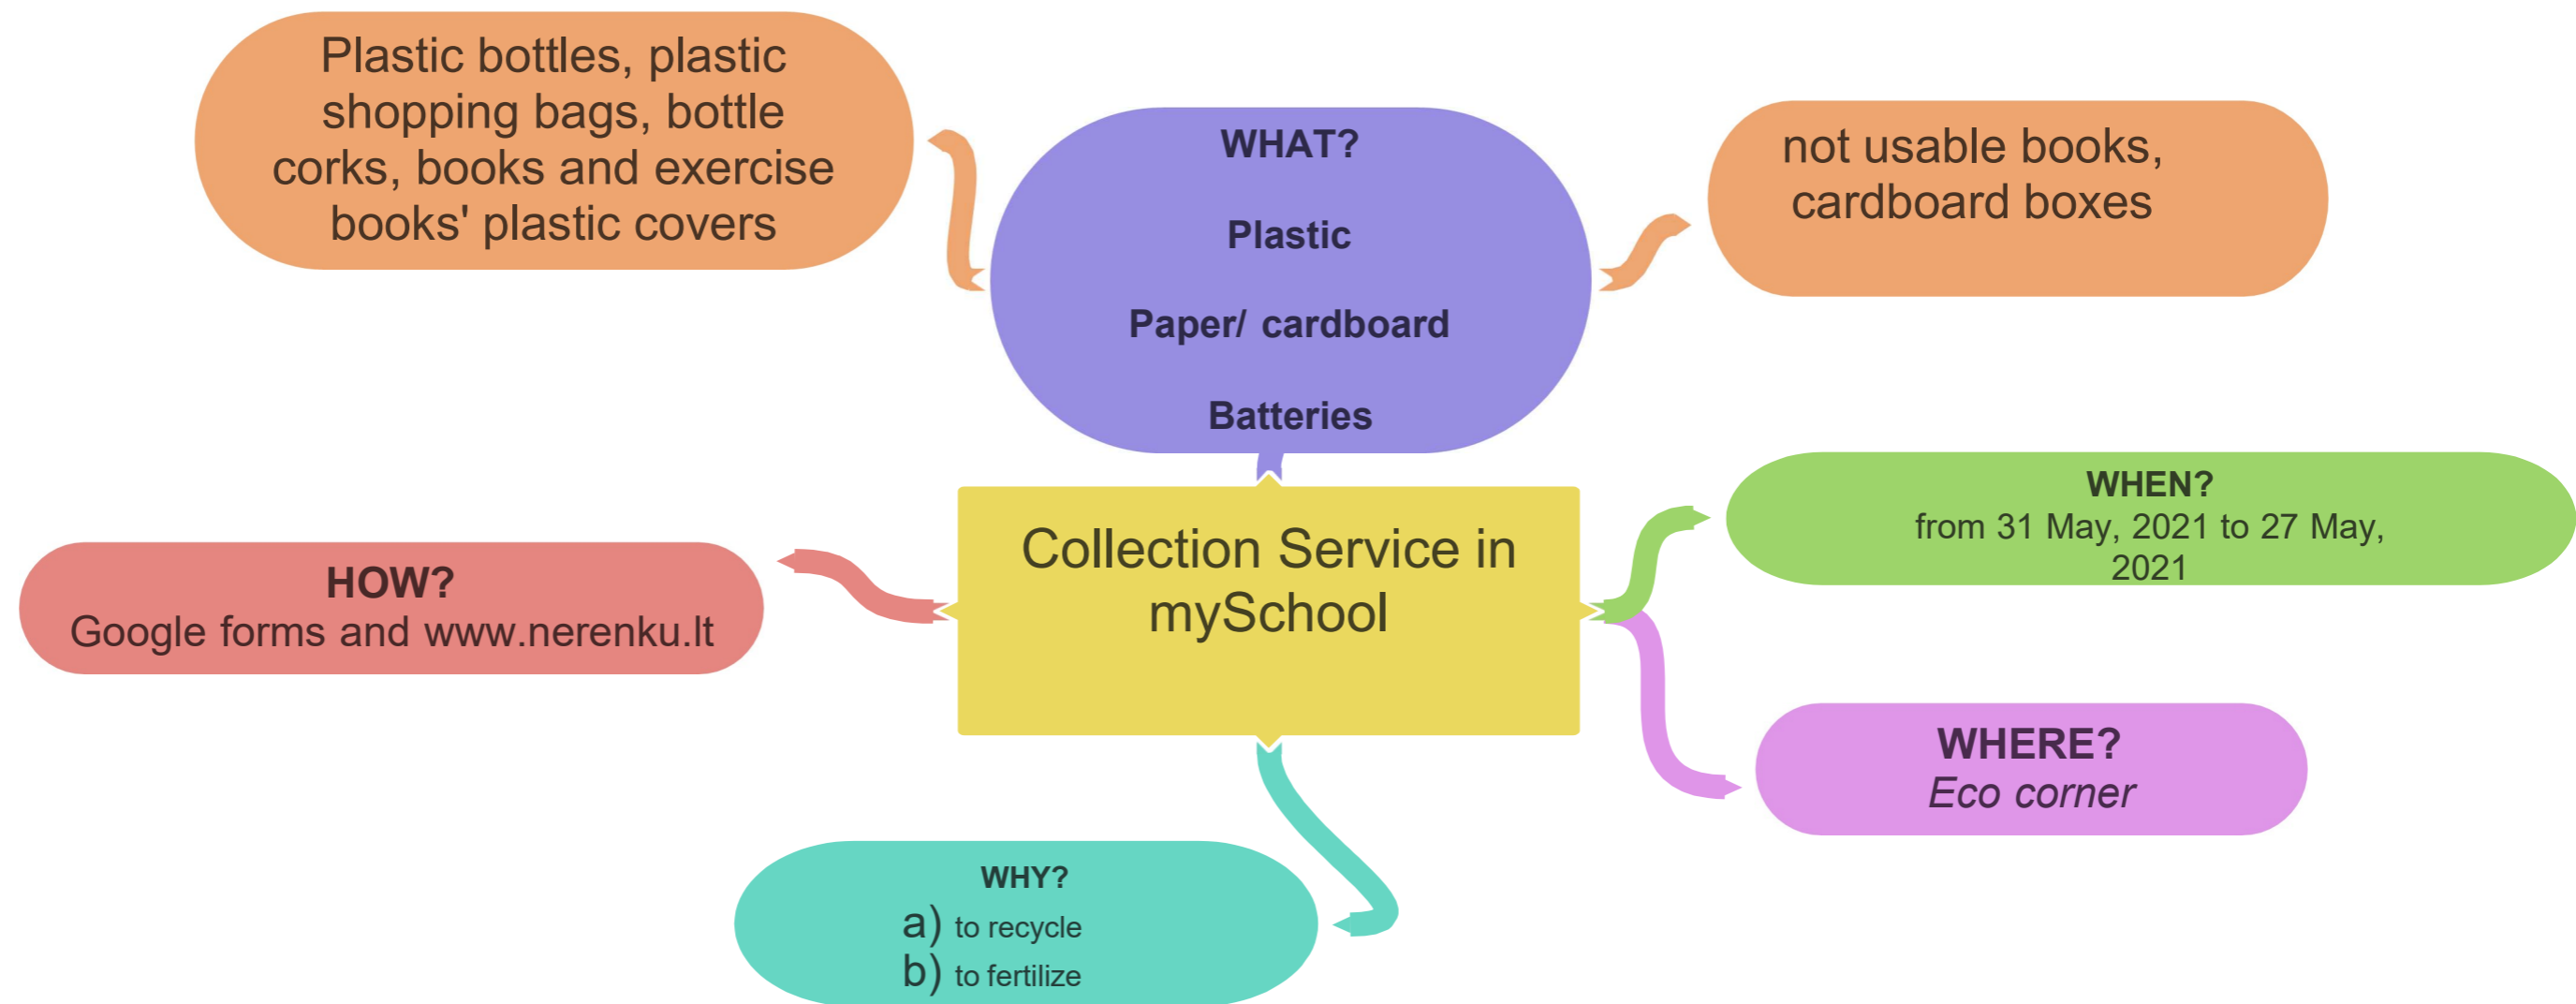 Plastic bottles, plastic
shopping bags, bottle
corks, books and exercise
books' plastic covers
WHAT?
Plastic
Paper/ cardboard
Batteries
not usable books,
cardboard boxes
WHEN?
from 31 May, 2021 to 27 May,
2021
Collection Service in
mySchool
HOW?
Google forms and www.nerenku.lt
WHERE?
Eco corner
WHY?
a) to recycle
b) to fertilize